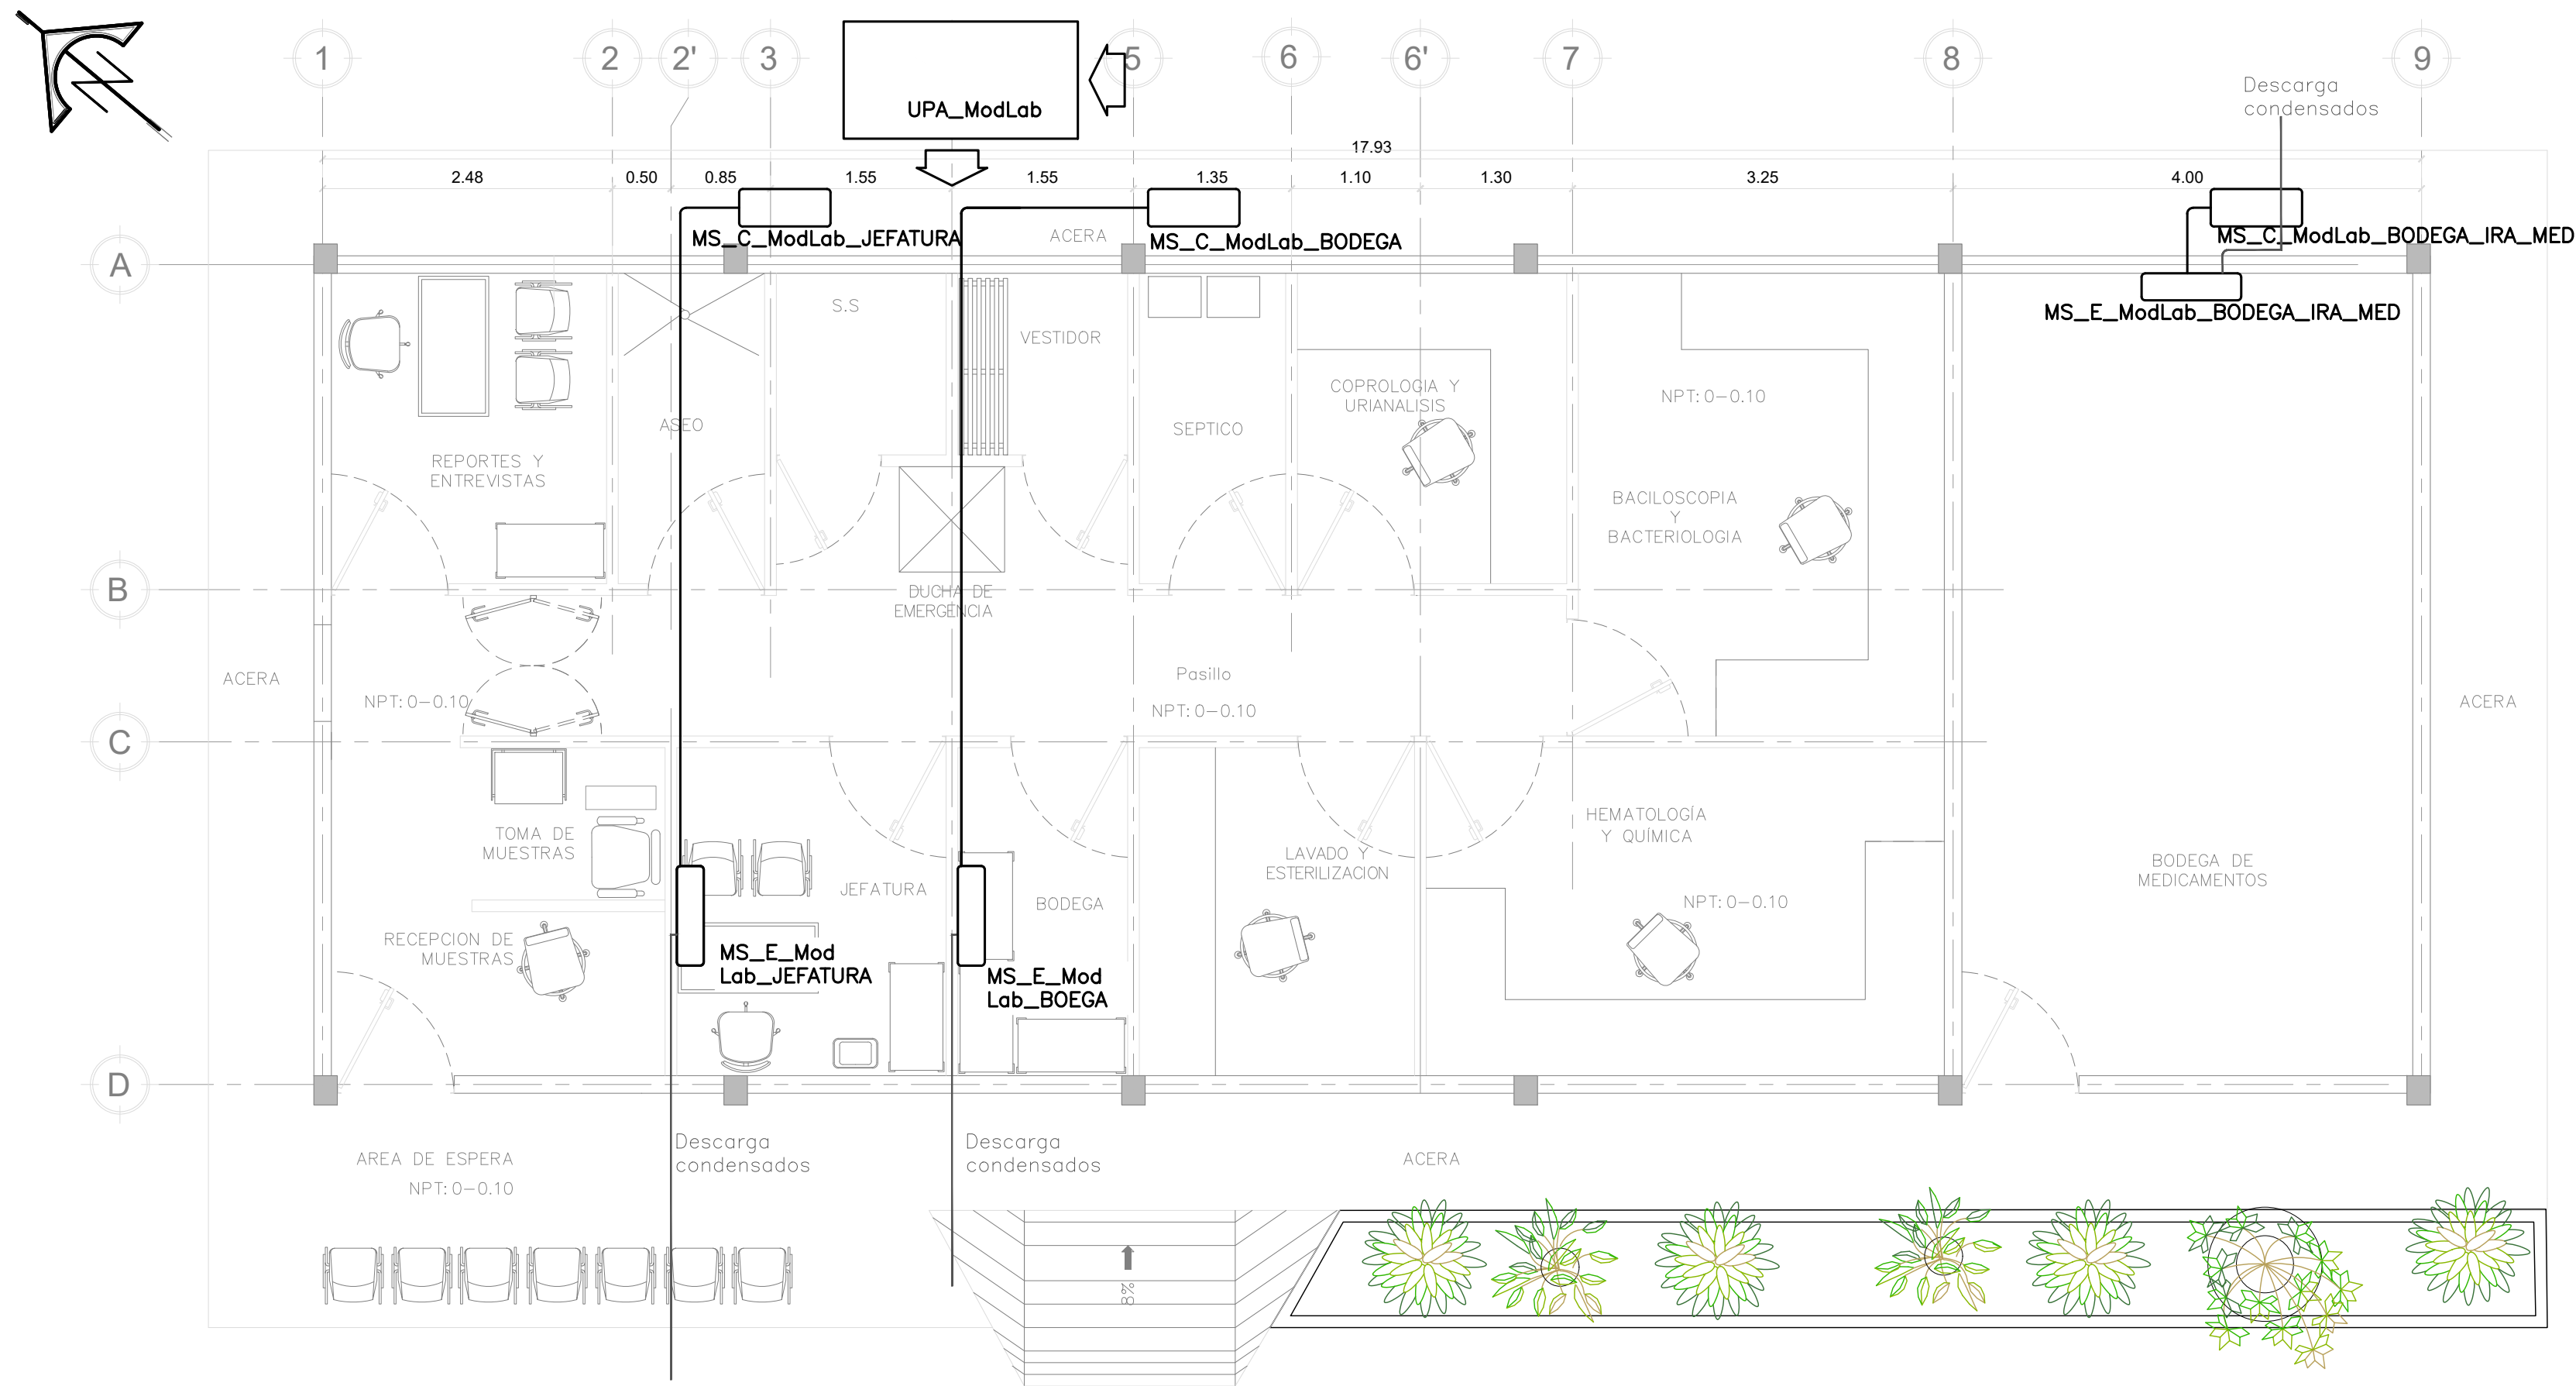 1
2
2'
3
5
6
6'
7
8
9
UPA_ModLab
Descarga
condensados
17.93
2.48
0.50
0.85
1.55
1.55
1.35
1.10
1.30
3.25
4.00
MS_C_ModLab_JEFATURA
ACERA
MS_C_ModLab_BODEGA
MS_C_ModLab_BODEGA_IRA_MED
A
MS_E_ModLab_BODEGA_IRA_MED
S.S
VESTIDOR
COPROLOGIA Y
URIANALISIS
NPT: 0-0.10
ASEO
SEPTICO
REPORTES Y
ENTREVISTAS
BACILOSCOPIA
Y
BACTERIOLOGIA
B
DUCHA DE
EMERGENCIA
ACERA
NPT: 0-0.10
Pasillo
NPT: 0-0.10
ACERA
C
TOMA DE
MUESTRAS
HEMATOLOGÍA
Y QUÍMICA
JEFATURA
BODEGA
LAVADO Y
ESTERILIZACION
NPT: 0-0.10
BODEGA DE
MEDICAMENTOS
RECEPCION DE
MUESTRAS
MS_E_Mod
Lab_JEFATURA
MS_E_Mod
Lab_BOEGA
D
AREA DE ESPERA
NPT: 0-0.10
Descarga
condensados
Descarga
condensados
ACERA
8%